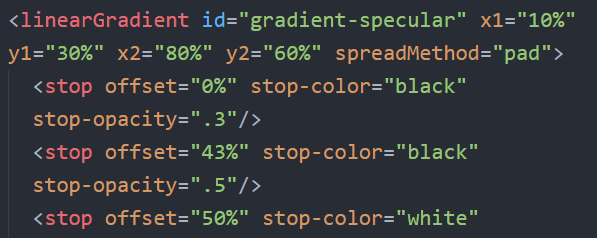 <linearGradient id="gradient-specular" x1="10%"
y1="30%" x2="80%" y2="60%" spreadMethod="pad">
<stop offset="0%" stop-color="black"
stop-opacity=".3"/>
<stop offset="43%" stop-color="black"
stop-opacity=".5"/>
<stop offset="50%" stop-color="white"